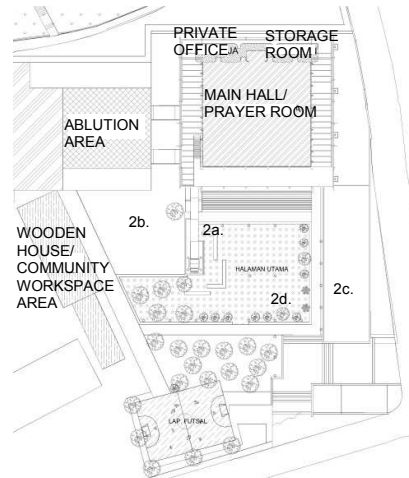 PRIVATE
OFFICE
STORAGE
ROOM
MAIN HALL/
PRAYER ROOM
ABLUTION
AREA
2b.
2a.
WOODEN
HOUSE/
COMMUNITY
WORKSPACE
AREA
HALAMAN UTAMA
2c.
2d.
LAP. FUTSAL